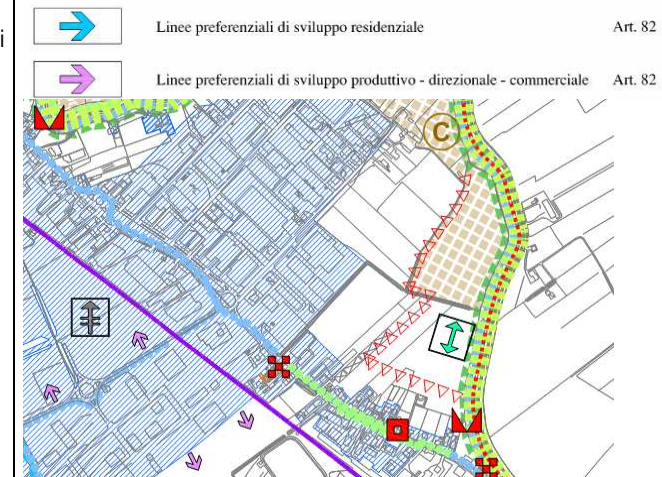 i
Linee preferenziali di sviluppo residenziale Art. 82
Linee preferenziali di sviluppo produttivo - direzionale - commerciale Art. 82
C